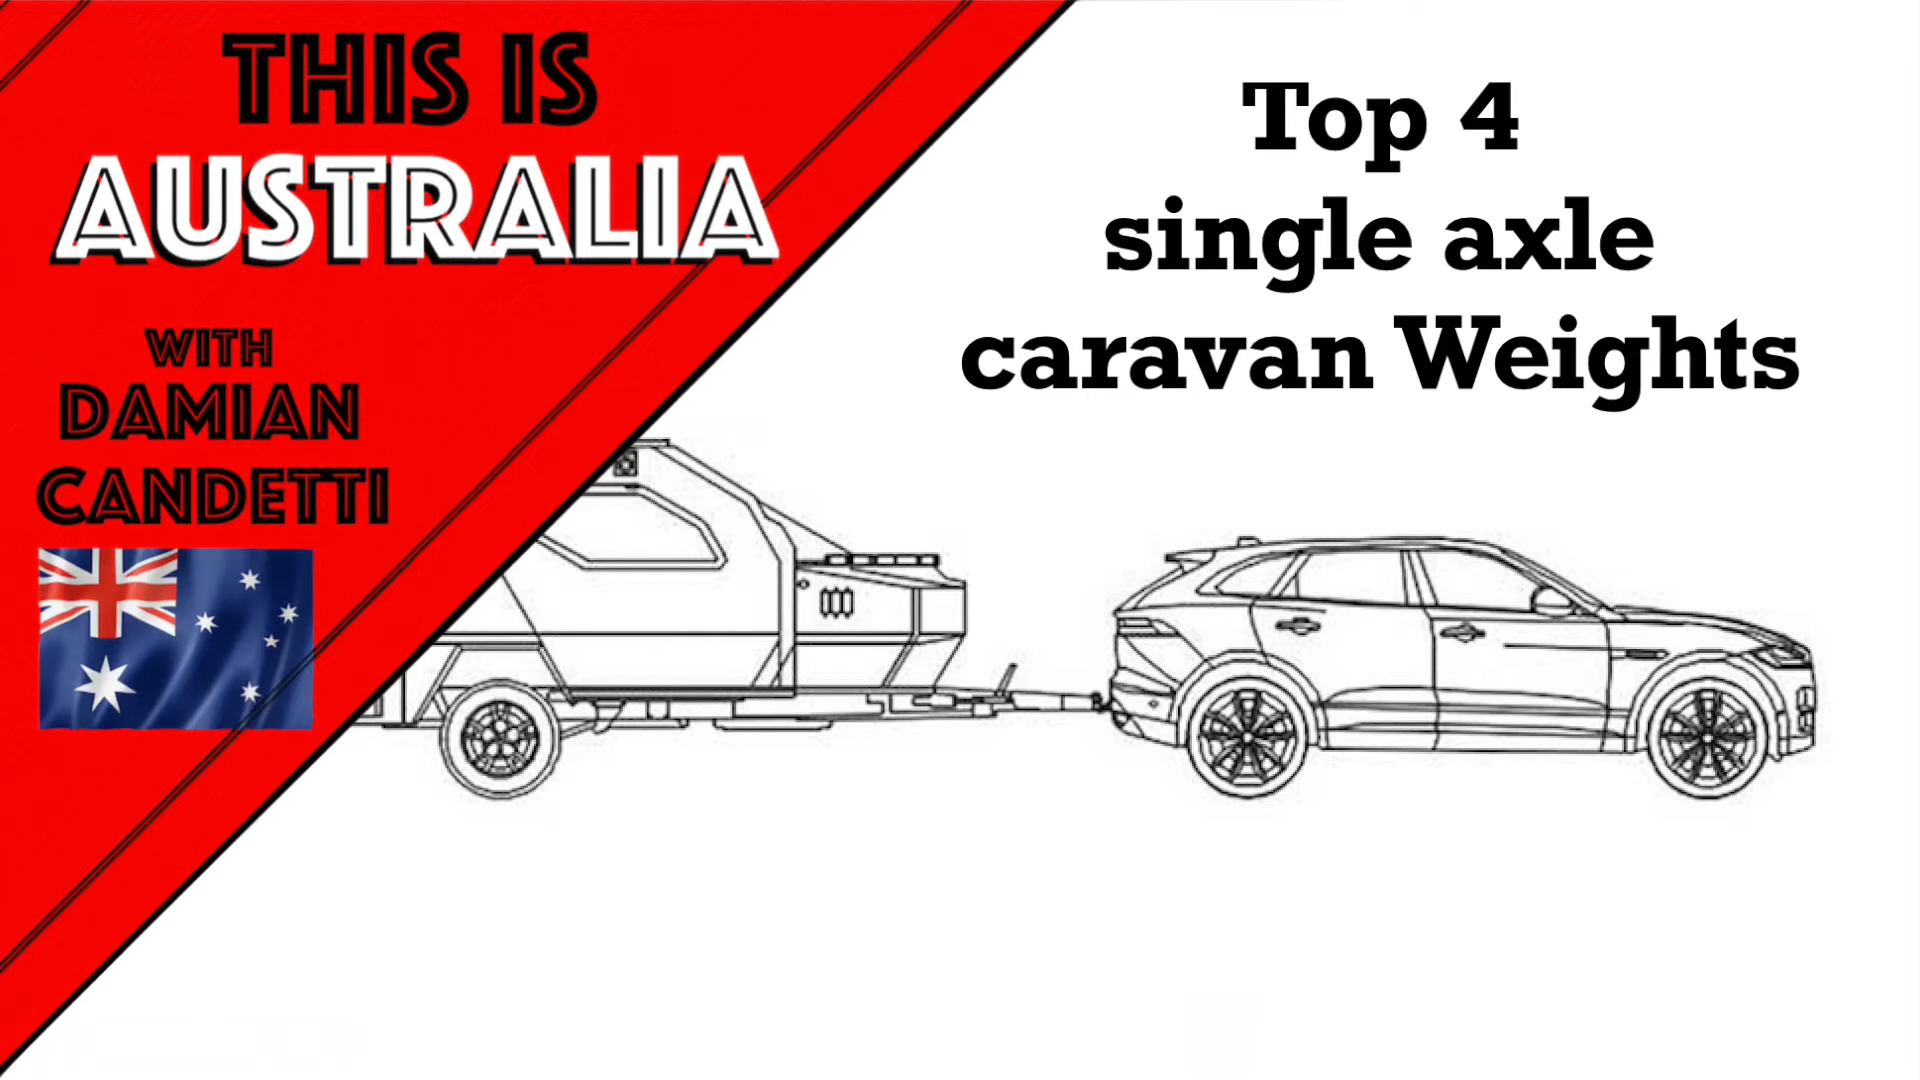 THIS IS
AUSTRALIA
WITH
DAMIAN
CANDETTI
Top 4
single axle
caravan Weights